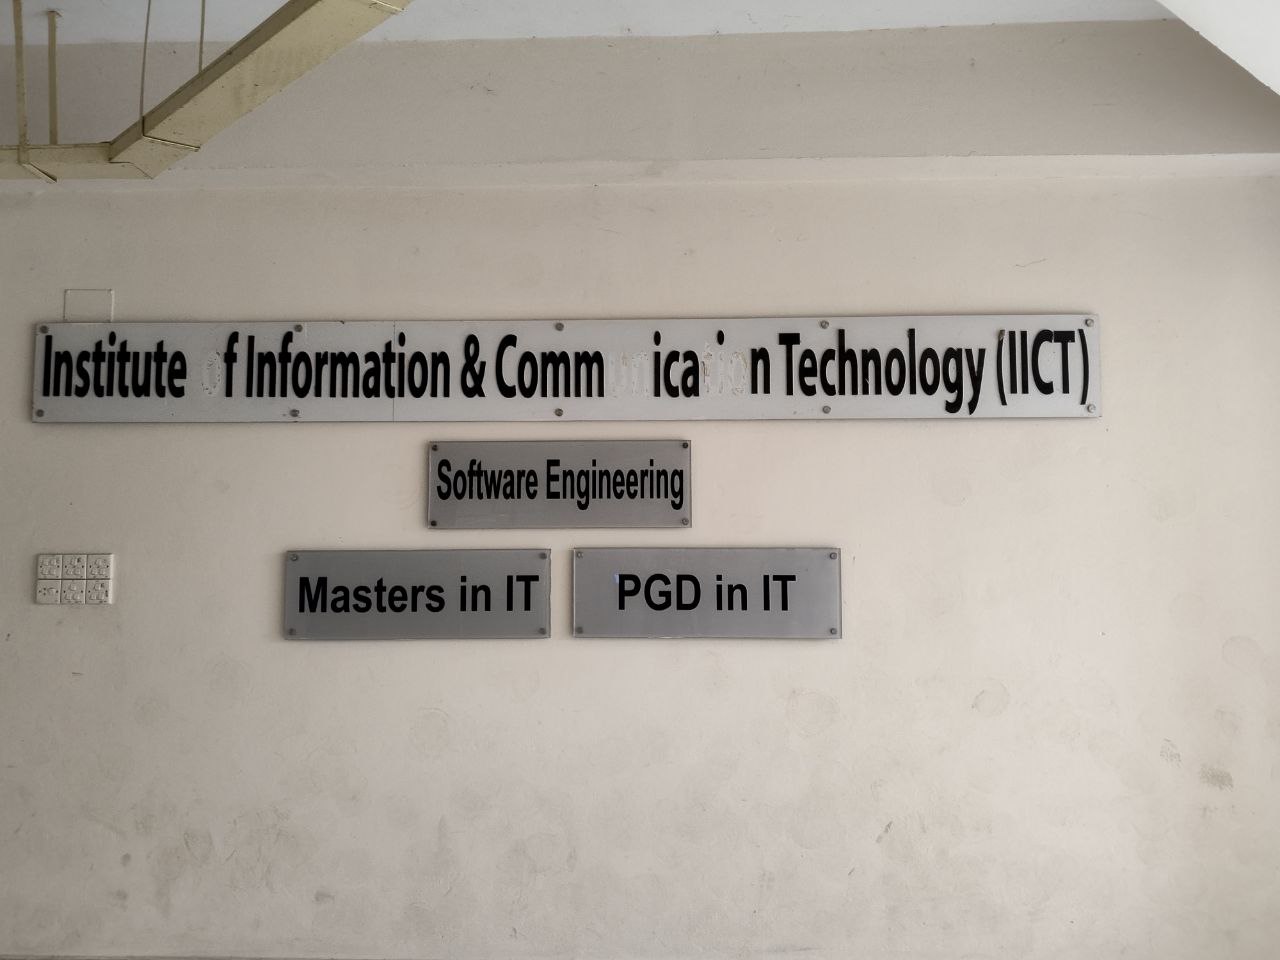 Institute of Information & Communication Technology (IICT)
Software Engineering
Masters in IT
PGD in IT